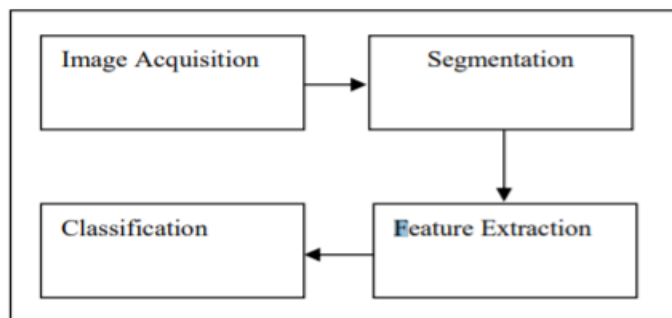 Image Acquisition
Segmentation
Feature Extraction
Classification